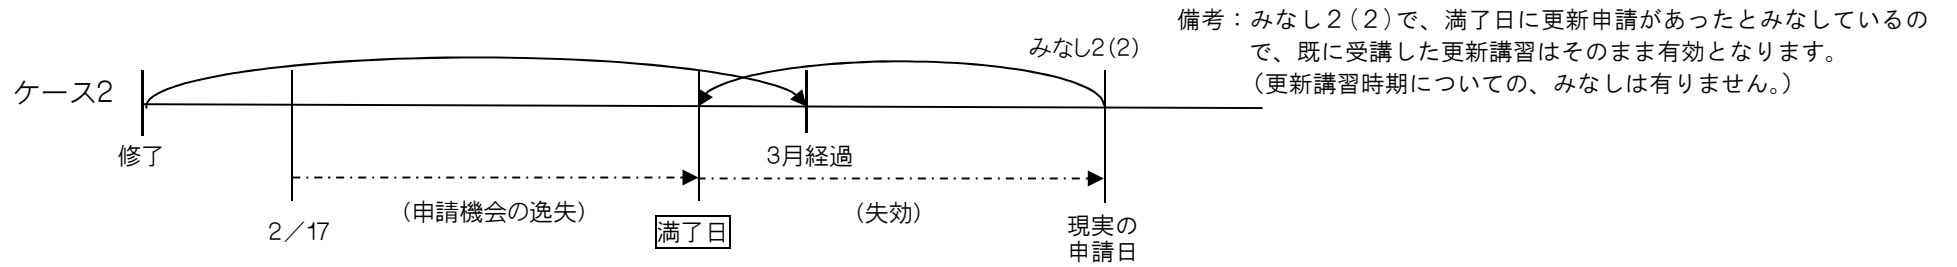 備考：みなし２（２）で、満了日に更新申請があったとみなしているの
で、既に受講した更新講習はそのまま有効となります。
（更新講習時期についての、みなしは有りません。）
みなし2(2)
ケース2
修了
3月経過
2／17
（申請機会の逸失）
満了日
（失効）
現実の
申請日